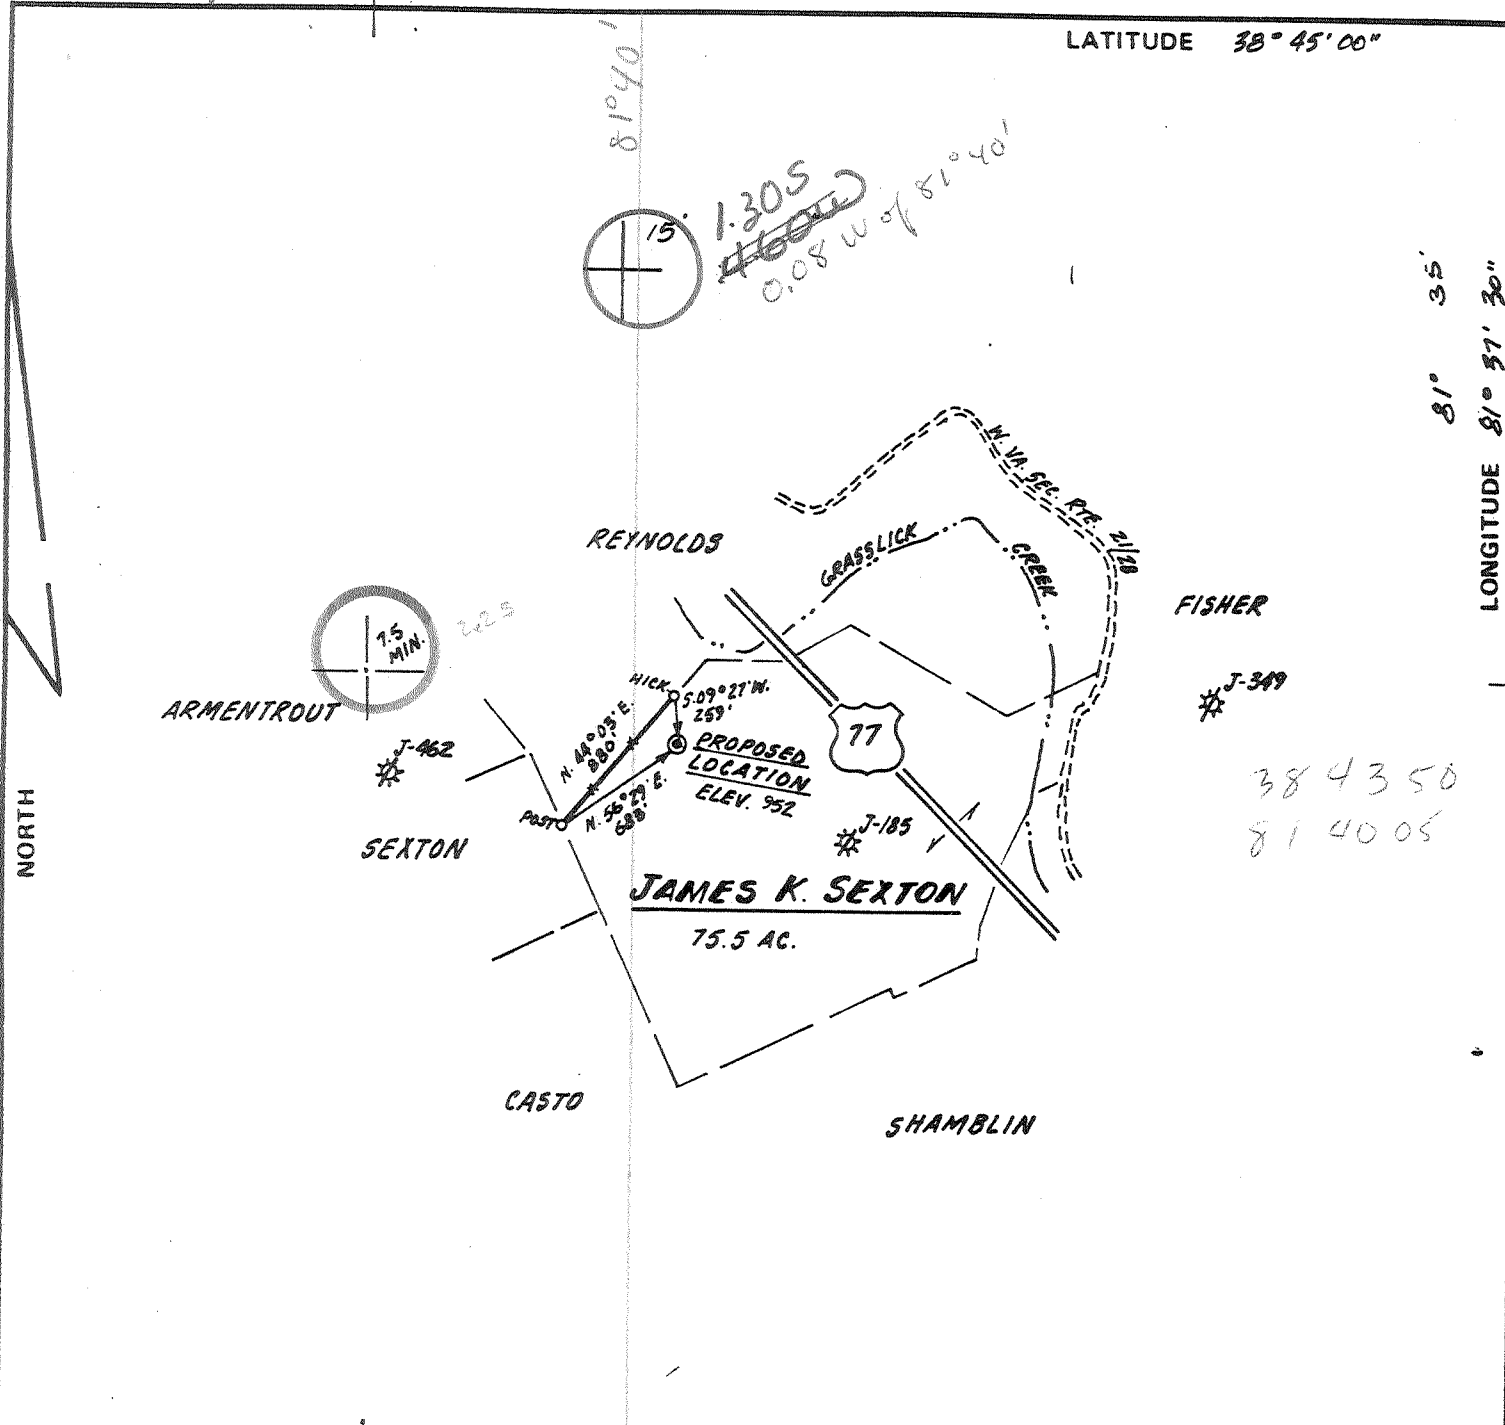 LATITUDE 38° 45' 00"
81° 40'
15'
1.30S
0.08 W of 81° 40'
81° 35'
LONGITUDE 81° 37' 30"
W. VA. SEC. RTE. 21/28
REYNOLDS
GRASSLICK
CREEK
FISHER
7.5
MIN.
2.25
HICK.
S.09°27'W.
259'
J-349
ARMENTROUT
N. 44°03'E.
880'
77
J-462
PROPOSED
LOCATION
ELEV. 952
N. 56°29'E.
688'
384350
814005
POST
NORTH
SEXTON
J-185
JAMES K. SEXTON
75.5 AC.
CASTO
SHAMBLIN